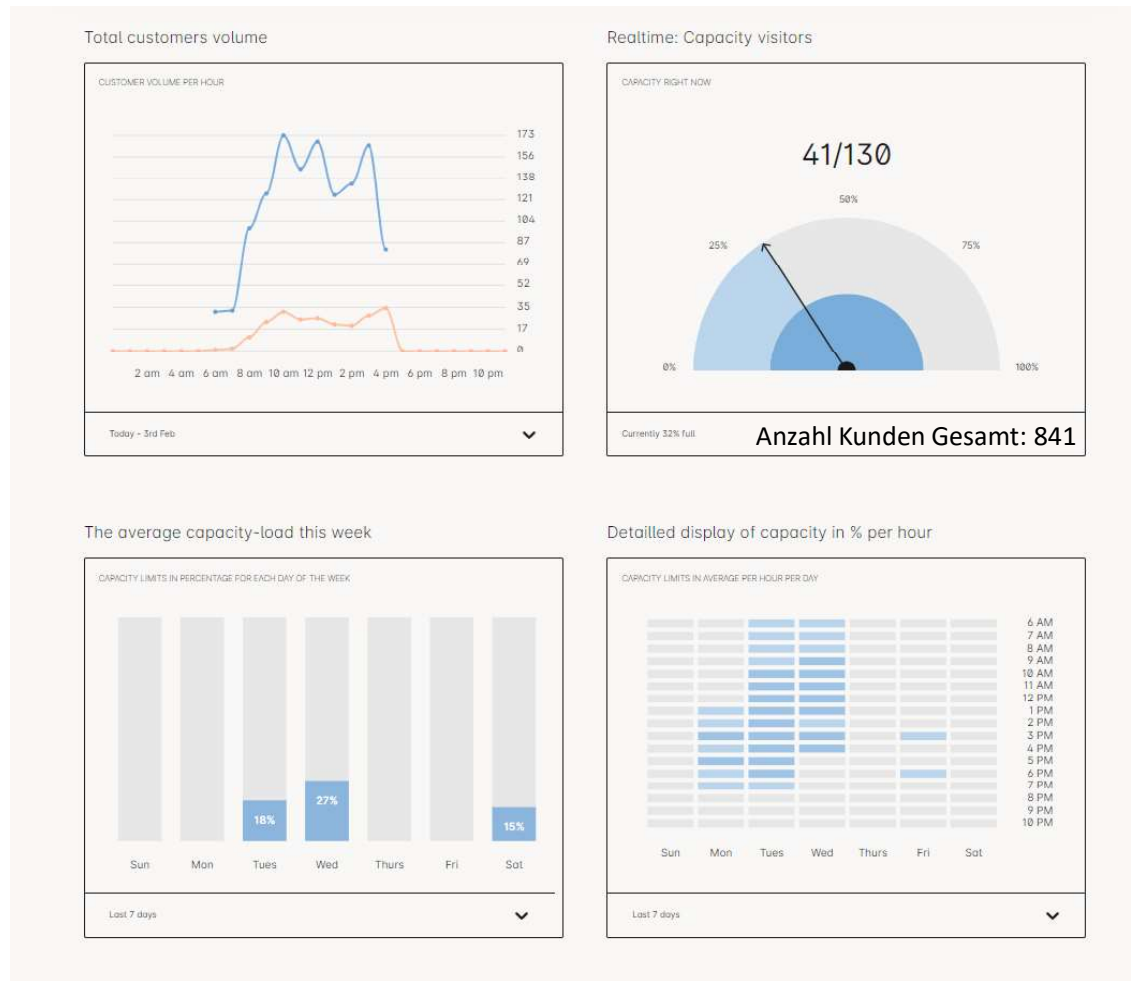 Total customers volume
CUSTOMER VOLUME PER HOUR
173
156
138
121
104
87
69
52
35
17
0
2 am 4 am 6 am 8 am 10 am 12 pm 2 pm 4 pm 6 pm 8 pm 10 pm
Today - 3rd Feb
Realtime: Capacity visitors
CAPACITY RIGHT NOW
41/130
50%
25% 75%
0% 100%
Currently 32% full Anzahl Kunden Gesamt: 841
The average capacity-load this week
CAPACITY LIMITS IN PERCENTAGE FOR EACH DAY OF THE WEEK
27%
18%
15%
Sun Mon Tues Wed Thurs Fri Sat
Last 7 days
Detailled display of capacity in % per hour
CAPACITY LIMITS IN AVERAGE PER HOUR PER DAY
6 AM
7 AM
8 AM
9 AM
10 AM
11 AM
12 PM
1 PM
2 PM
3 PM
4 PM
5 PM
6 PM
7 PM
8 PM
9 PM
10 PM
Sun Mon Tues Wed Thurs Fri Sat
Last 7 days